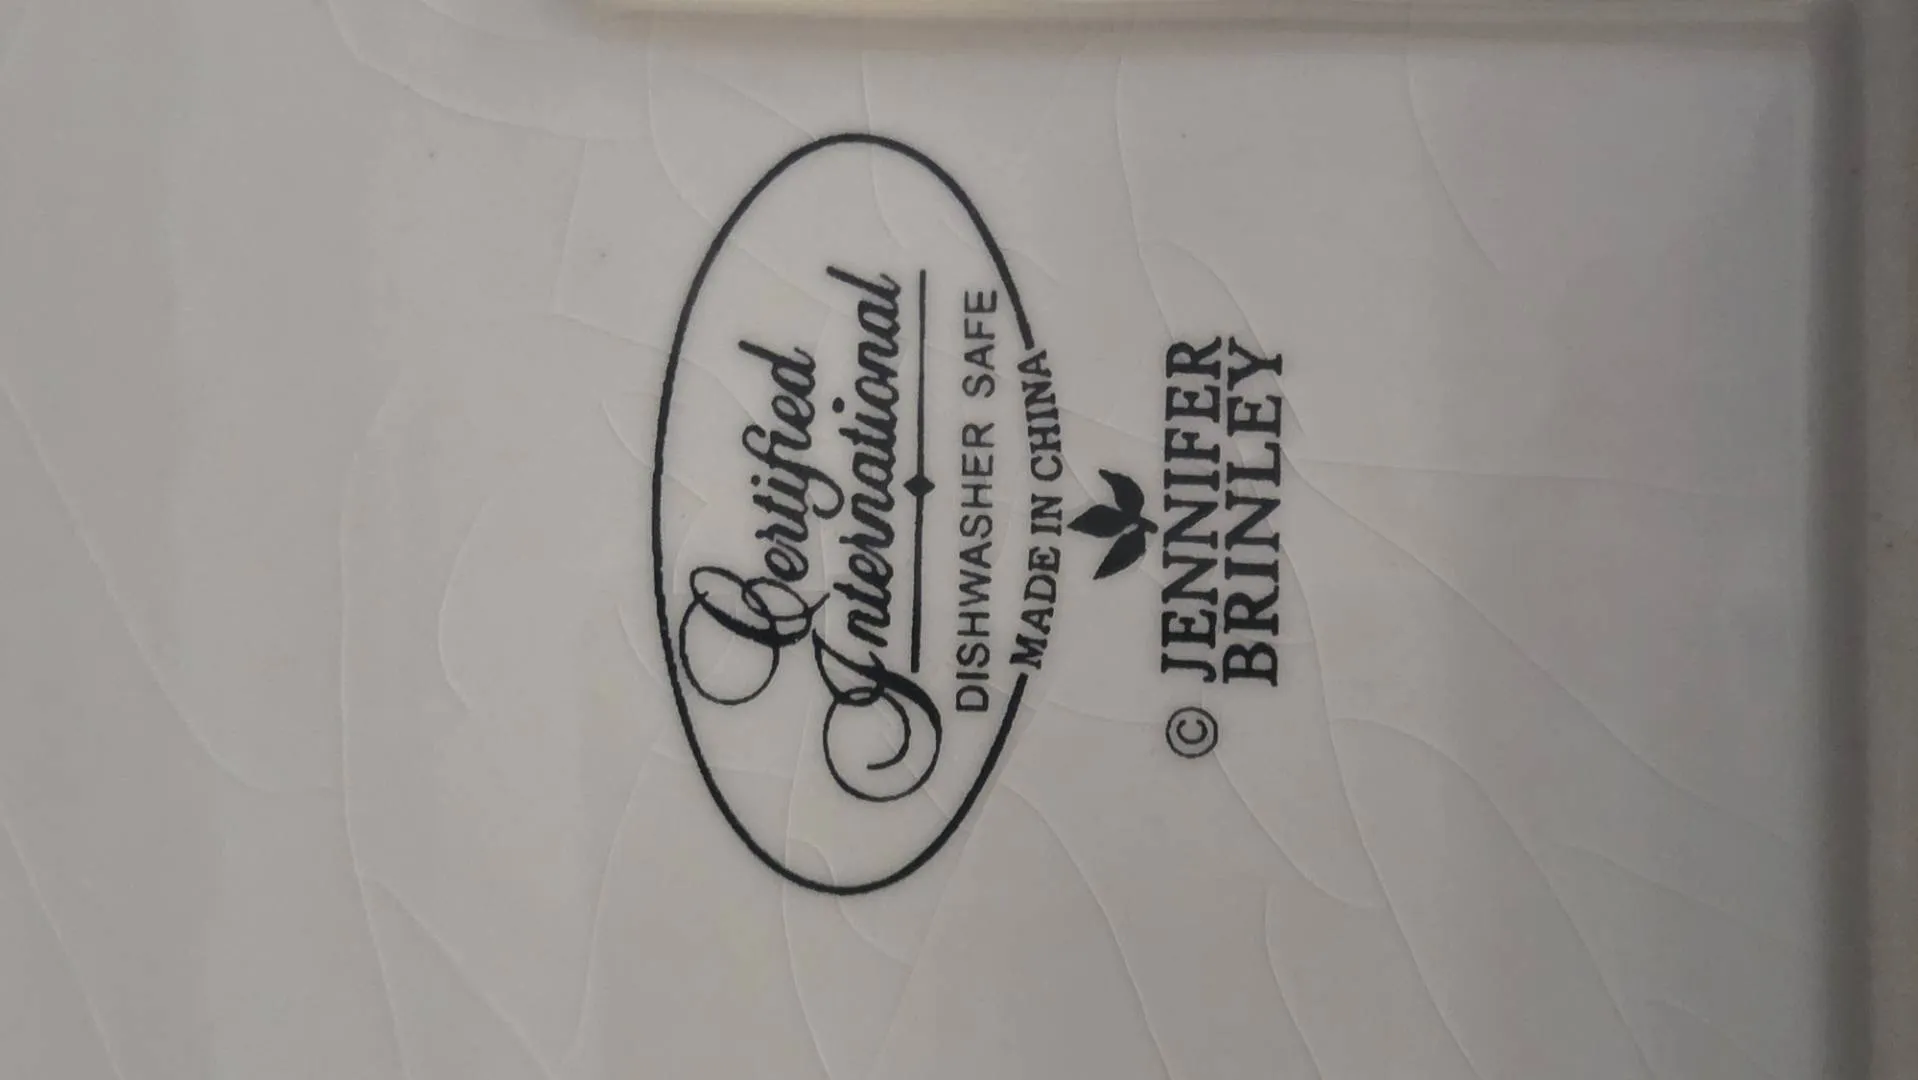 Certified
International
DISHWASHER SAFE
MADE IN CHINA
© JENNIFER
BRINLEY